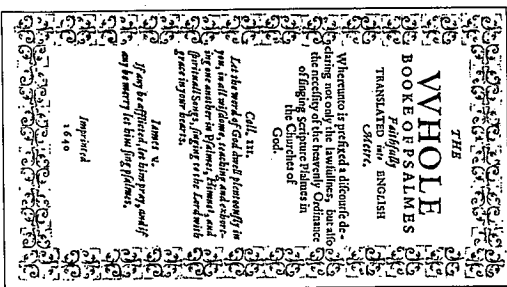 THE
VVHOLE
BOOKE OF PSALMES
Faithfully
TRANSLATED into ENGLISH
Metre.
Whereunto is prefixed a discourse de-
claring not only the lawfullnes, but also
the necessity of the heavenly Ordinance
of singing Scripture Psalmes in
the Churches of
God.
Coll. III.
Let the word of God dwell plenteously in
you, in all wisdome, teaching and exhort-
ing one another in Psalmes, Himnes, and
spirituall Songs, singing to the Lord with
grace in your hearts.
Iames V.
If any be afflicted, let him pray, and if
any be merry let him sing psalmes.
Imprinted
1640